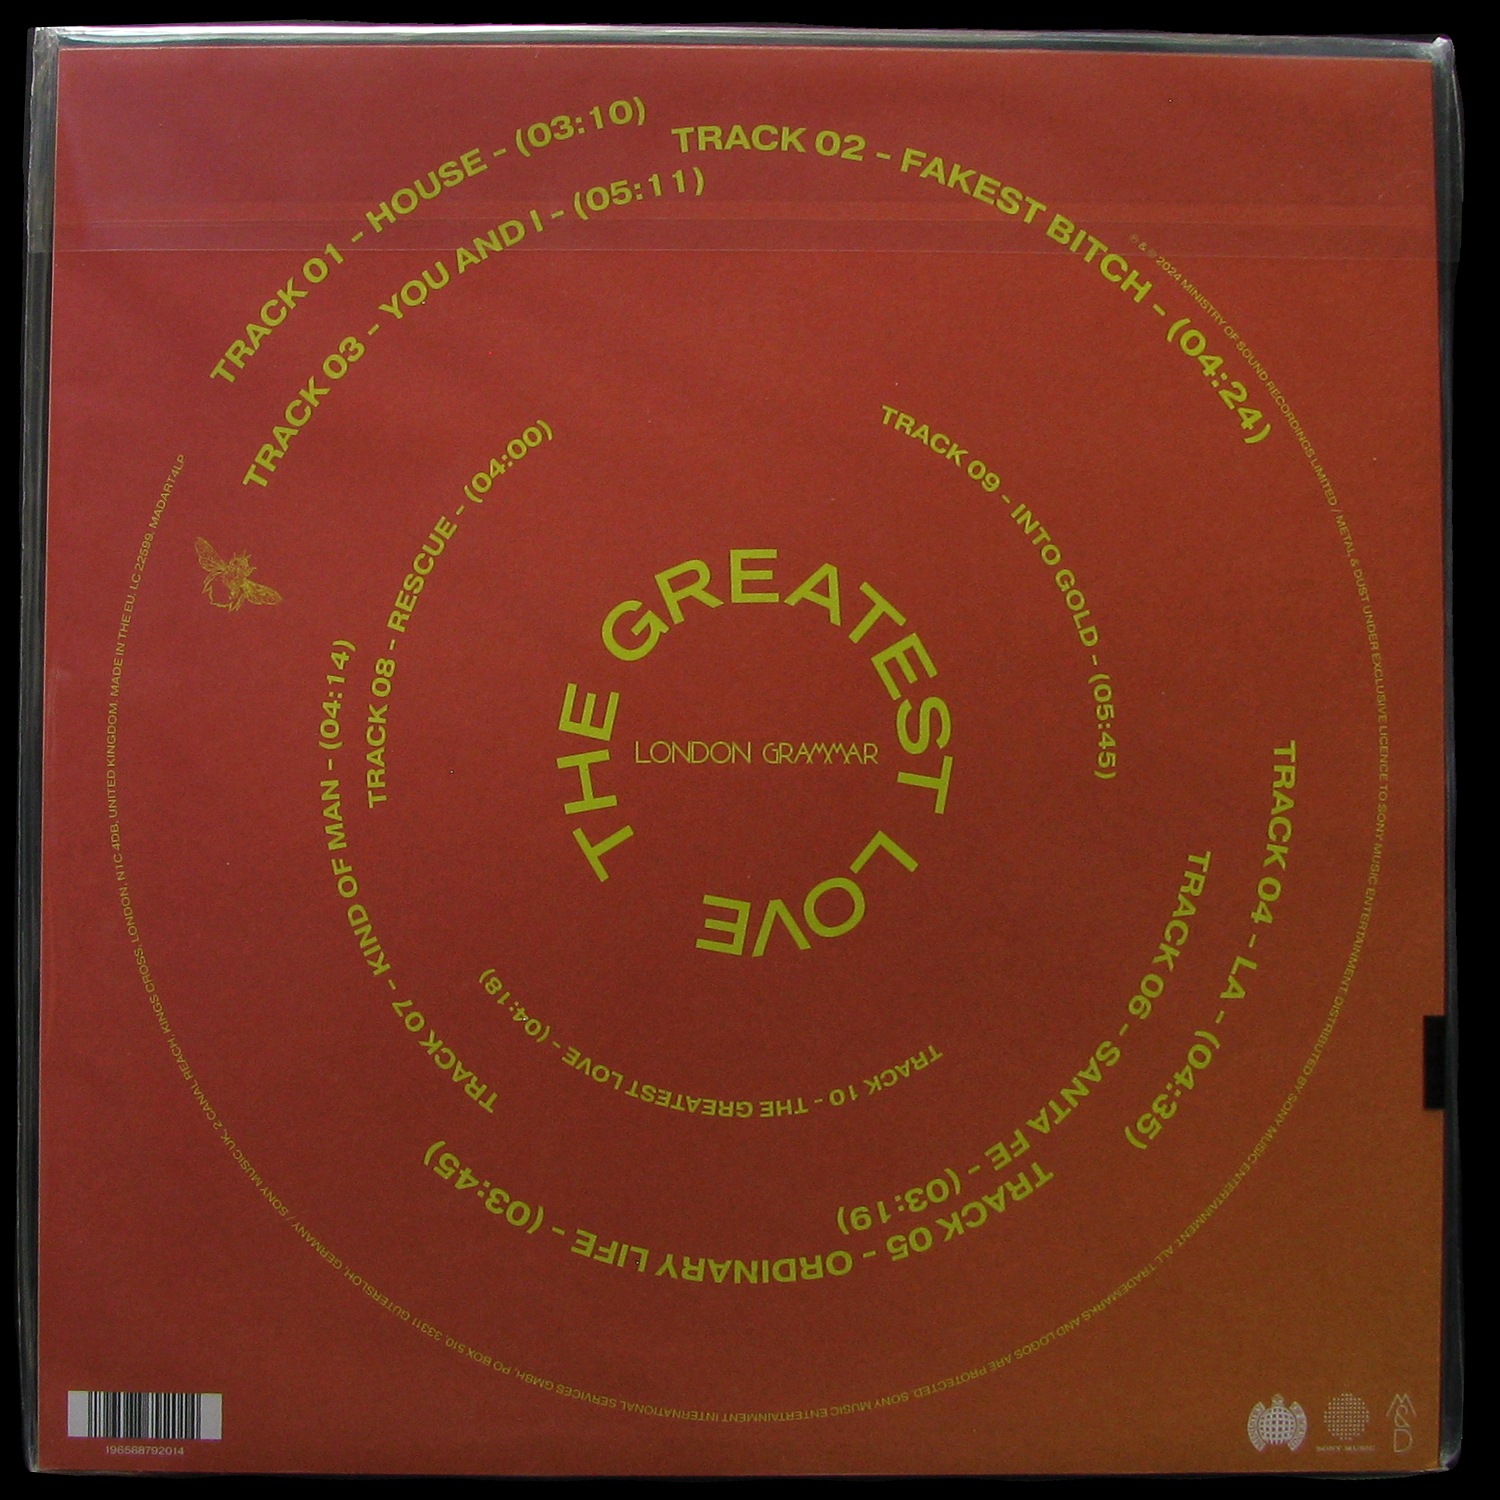 TRACK 01 - HOUSE - (03:10)
TRACK 02 - FAKEST BITCH - (04:24)
TRACK 03 - YOU AND I - (05:11)
TRACK 04 - LA - (04:35)
TRACK 05 - ORDINARY LIFE - (03:45)
TRACK 06 - SANTA FE - (03:19)
TRACK 07 - KIND OF MAN - (04:14)
TRACK 08 - RESCUE - (04:00)
TRACK 09 - INTO GOLD - (05:45)
TRACK 10 - THE GREATEST LOVE - (04:18)
THE GREATEST LOVE
LONDON GRAMMAR
℗ & © 2024 MINISTRY OF SOUND RECORDINGS LIMITED / METAL & DUST UNDER EXCLUSIVE LICENCE TO SONY MUSIC ENTERTAINMENT. DISTRIBUTED BY SONY MUSIC ENTERTAINMENT. ALL TRADEMARKS AND LOGOS ARE PROTECTED. SONY MUSIC ENTERTAINMENT INTERNATIONAL SERVICES GMBH, PO BOX 510, 33311 GUTERSLOH, GERMANY / SONY MUSIC UK, 2 CANAL REACH, KINGS CROSS, LONDON, N1C 4DB, UNITED KINGDOM. MADE IN THE EU. LC 22599. MADART4LP
196588792014
SONY MUSIC
M&D